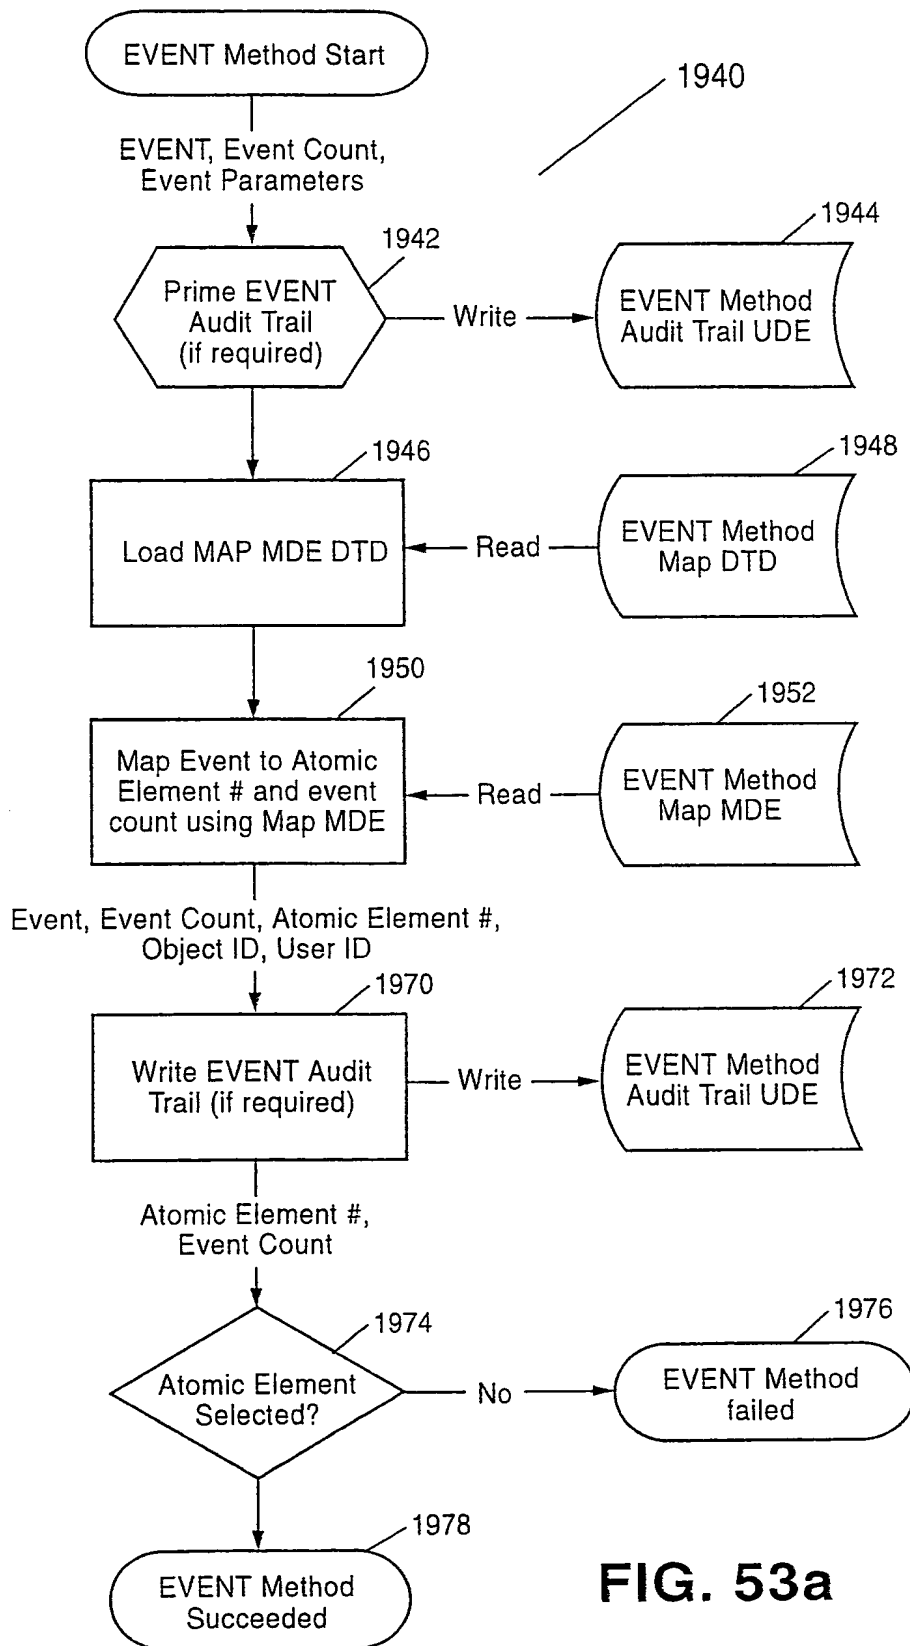 EVENT Method Start
1940
EVENT, Event Count,
Event Parameters
1942
Prime EVENT
Audit Trail
(if required)
Write
1944
EVENT Method
Audit Trail UDE
1946
Load MAP MDE DTD
Read
1948
EVENT Method
Map DTD
1950
Map Event to Atomic
Element # and event
count using Map MDE
Read
1952
EVENT Method
Map MDE
Event, Event Count, Atomic Element #,
Object ID, User ID
1970
Write EVENT Audit
Trail (if required)
Write
1972
EVENT Method
Audit Trail UDE
Atomic Element #,
Event Count
1974
Atomic Element
Selected?
No
1976
EVENT Method
failed
1978
EVENT Method
Succeeded
FIG. 53a